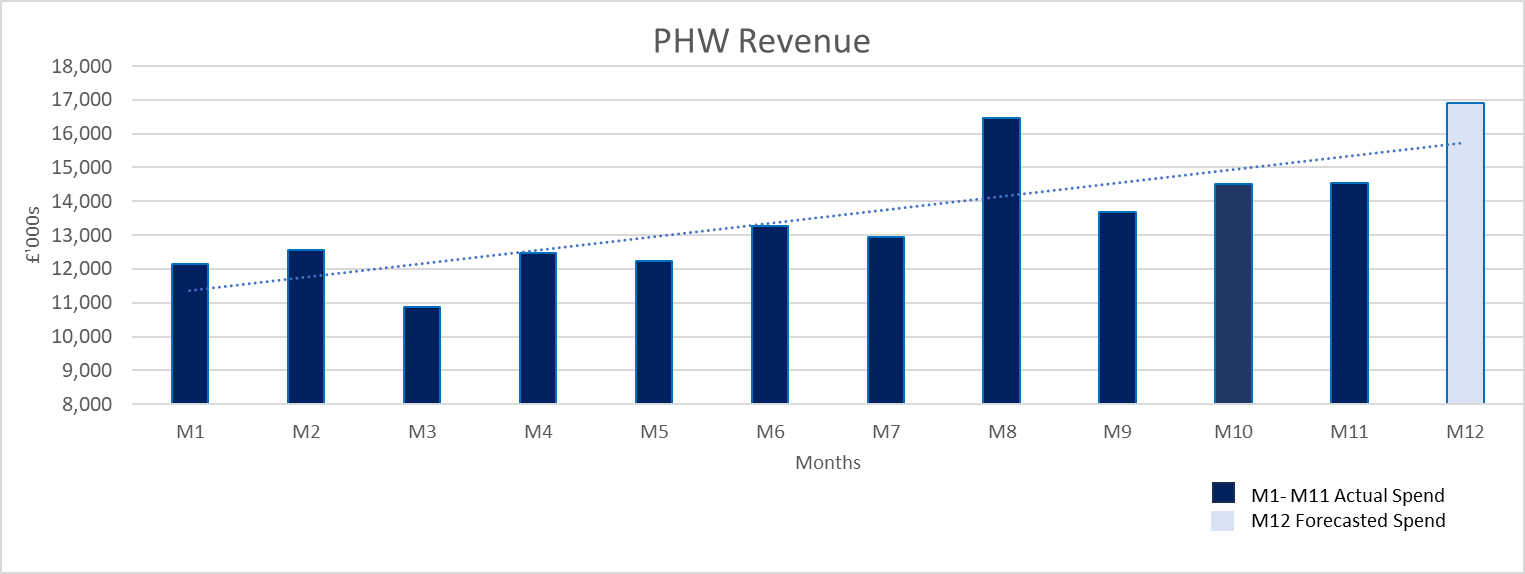 PHW Revenue
18,000
17,000
16,000
15,000
14,000
13,000
12,000
11,000
10,000
9,000
8,000
£'000s
M1 M2 M3 M4 M5 M6 M7 M8 M9 M10 M11 M12
Months
M1- M11 Actual Spend
M12 Forecasted Spend